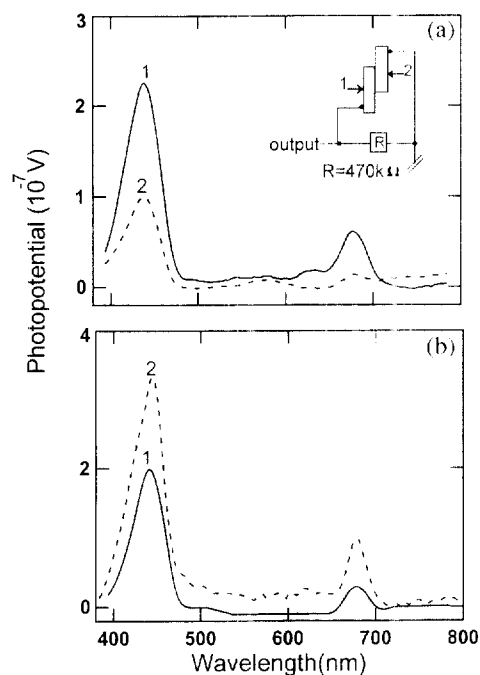 (a)
3
2
1
0
1
2
1
2
output
R
R=470kΩ
Photopotential (10⁻⁷ V)
(b)
4
2
0
2
1
400 500 600 700 800
Wavelength(nm)